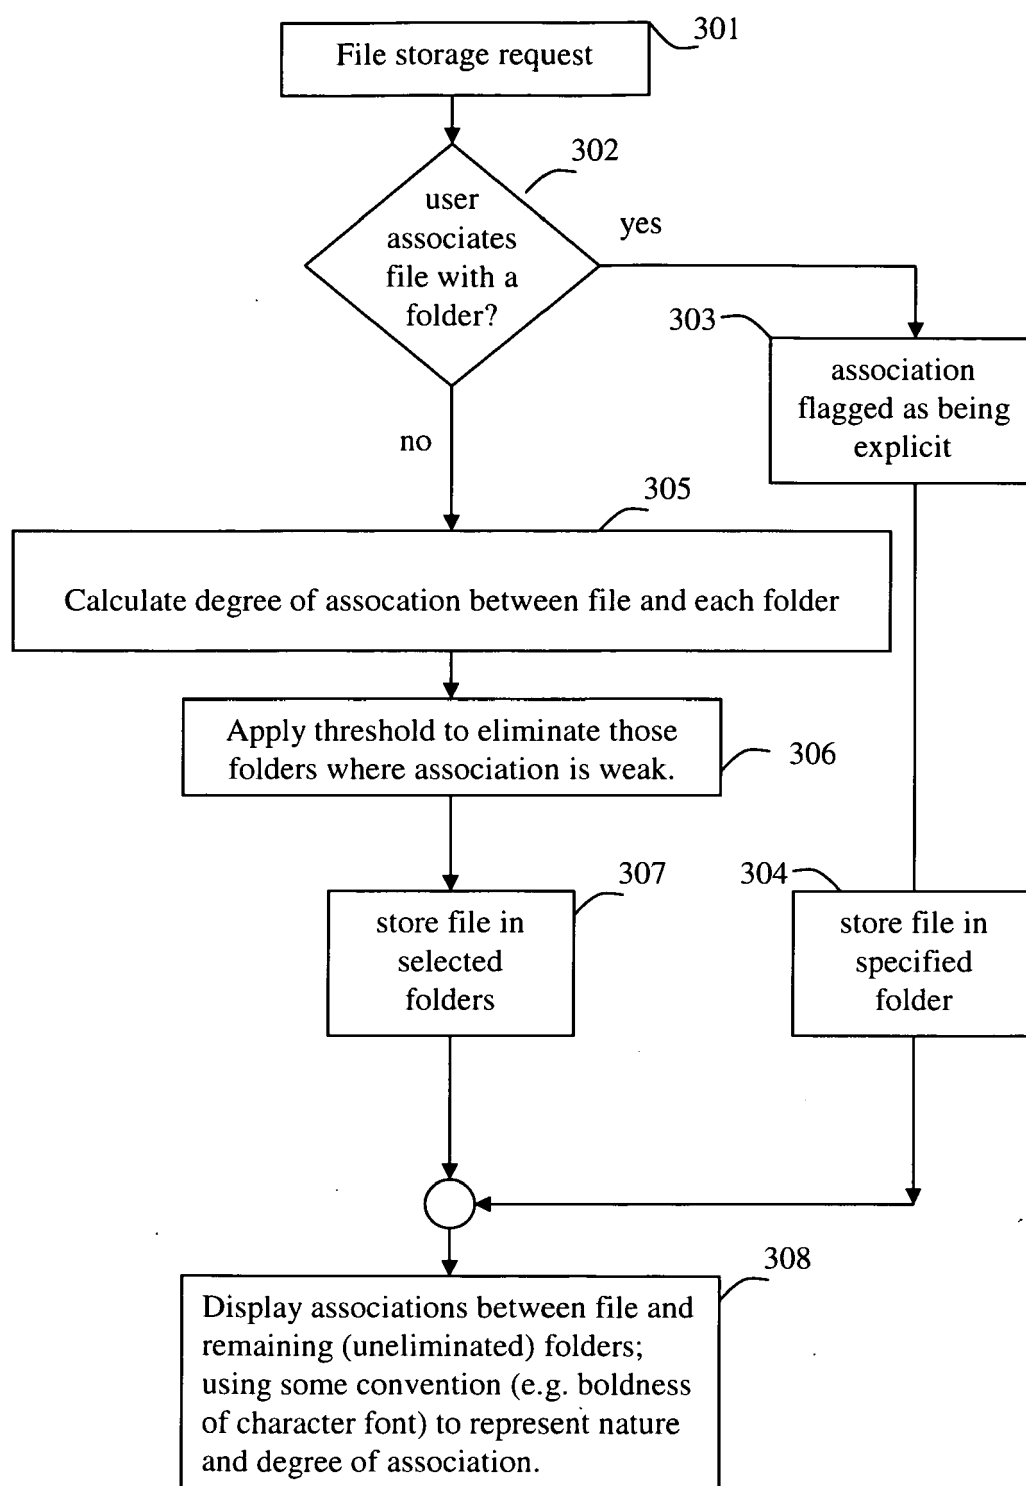 301
File storage request
302
user
associates
file with a
folder?
yes
303
association
flagged as being
explicit
no
305
Calculate degree of assocation between file and each folder
Apply threshold to eliminate those
folders where association is weak.
306
307
store file in
selected
folders
304
store file in
specified
folder
308
Display associations between file and
remaining (uneliminated) folders;
using some convention (e.g. boldness
of character font) to represent nature
and degree of association.